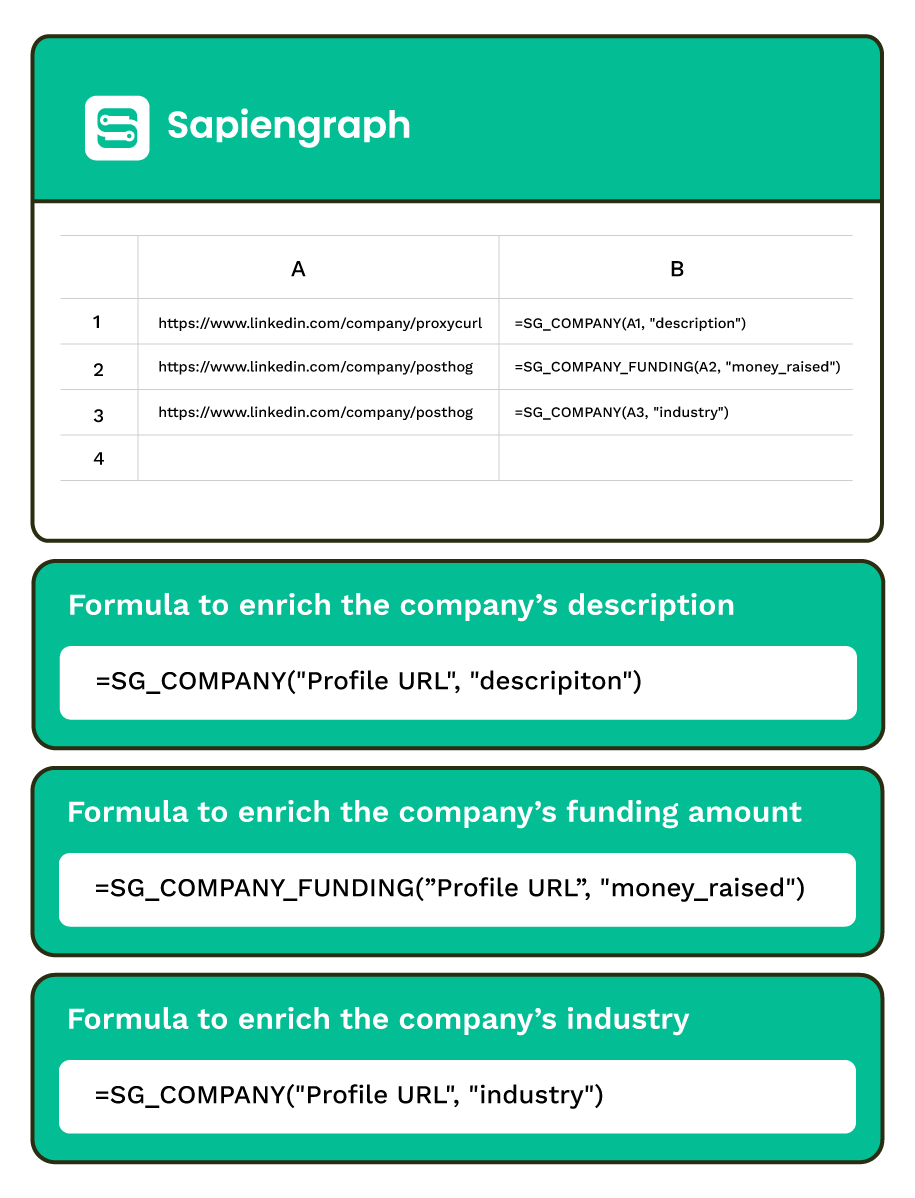 Sapiengraph
A B
1 https://www.linkedin.com/company/proxycurl =SG_COMPANY(A1, "description")
2 https://www.linkedin.com/company/posthog =SG_COMPANY_FUNDING(A2, "money_raised")
3 https://www.linkedin.com/company/posthog =SG_COMPANY(A3, "industry")
4
Formula to enrich the company’s description
=SG_COMPANY("Profile URL", "descripiton")
Formula to enrich the company’s funding amount
=SG_COMPANY_FUNDING(”Profile URL”, "money_raised")
Formula to enrich the company’s industry
=SG_COMPANY("Profile URL", "industry")